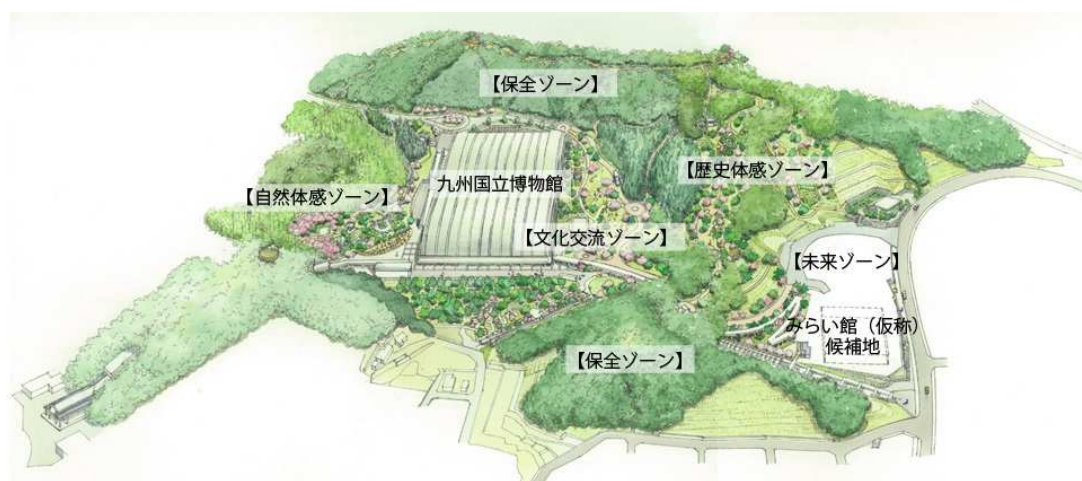 【保全ゾーン】
【歴史体感ゾーン】
九州国立博物館
【自然体感ゾーン】
【文化交流ゾーン】
【未来ゾーン】
みらい館（仮称）
候補地
【保全ゾーン】